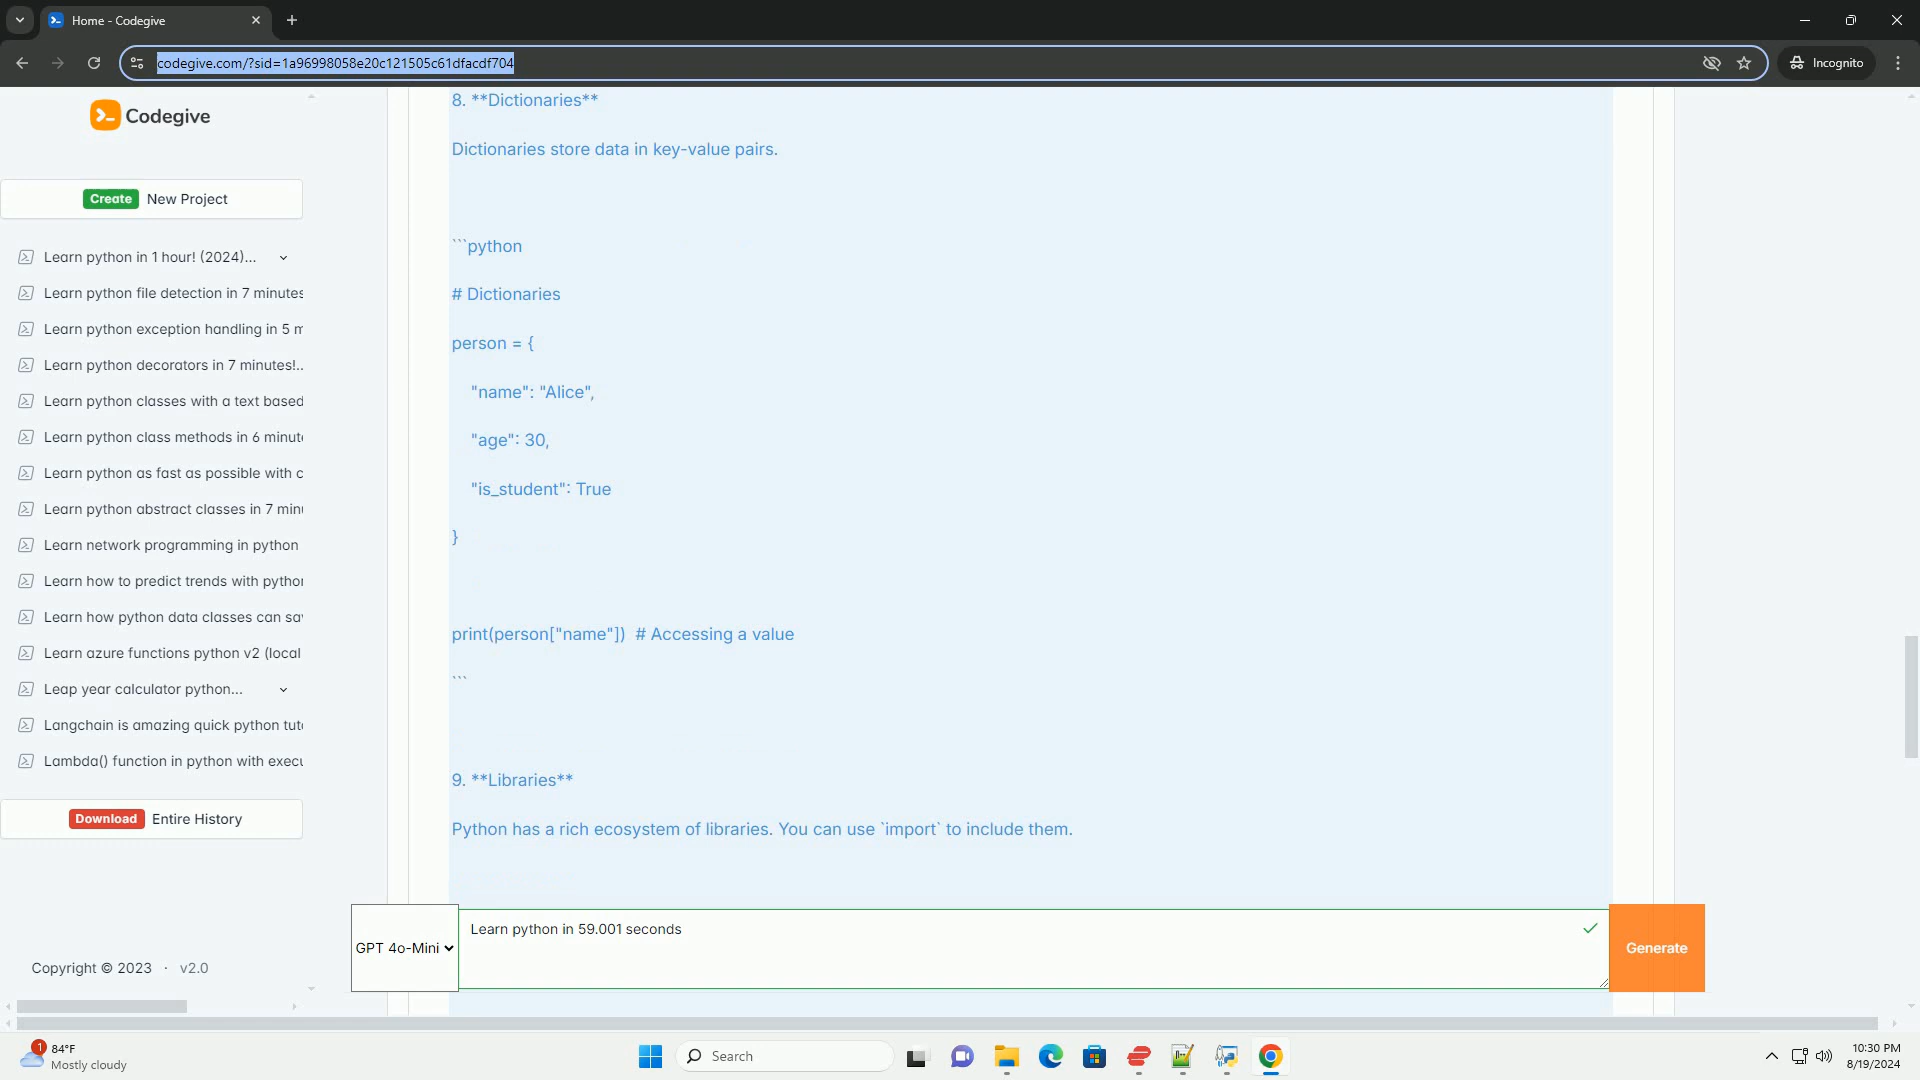 Home - Codegive
codegive.com/?sid=1a96998058e20c121505c61dfacdf704
Incognito
Codegive
Create New Project
Learn python in 1 hour! (2024)...
Learn python file detection in 7 minutes
Learn python exception handling in 5 m
Learn python decorators in 7 minutes!..
Learn python classes with a text based
Learn python class methods in 6 minut
Learn python as fast as possible with c
Learn python abstract classes in 7 min
Learn network programming in python
Learn how to predict trends with python
Learn how python data classes can sa
Learn azure functions python v2 (local
Leap year calculator python...
Langchain is amazing quick python tut
Lambda() function in python with exec
Download Entire History
Copyright © 2023 · v2.0
8. **Dictionaries**
Dictionaries store data in key-value pairs.
```python
# Dictionaries
person = {
"name": "Alice",
"age": 30,
"is_student": True
}
print(person["name"]) # Accessing a value
```
9. **Libraries**
Python has a rich ecosystem of libraries. You can use `import` to include them.
GPT 4o-Mini
Learn python in 59.001 seconds
Generate
1
84°F
Mostly cloudy
Search
10:30 PM
8/19/2024